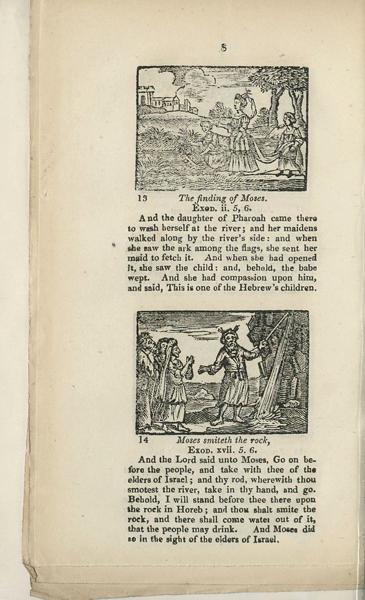 8
13 The finding of Moses.
Exod. ii. 5, 6.
And the daughter of Pharoah came there
to wash herself at the river; and her maidens
walked along by the river's side: and when
she saw the ark among the flags, she sent her
maid to fetch it. And when she had opened
it, she saw the child: and, behold, the babe
wept. And she had compassion upon him,
and said, This is one of the Hebrew's children.
14 Moses smiteth the rock,
Exod. xvii. 5. 6.
And the Lord said unto Moses, Go on be-
fore the people, and take with thee of the
elders of Israel; and thy rod, wherewith thou
smotest the river, take in thy hand, and go.
Behold, I will stand before thee there upon
the rock in Horeb; and thou shalt smite the
rock, and there shall come water out of it,
that the people may drink. And Moses did
so in the sight of the elders of Israel.